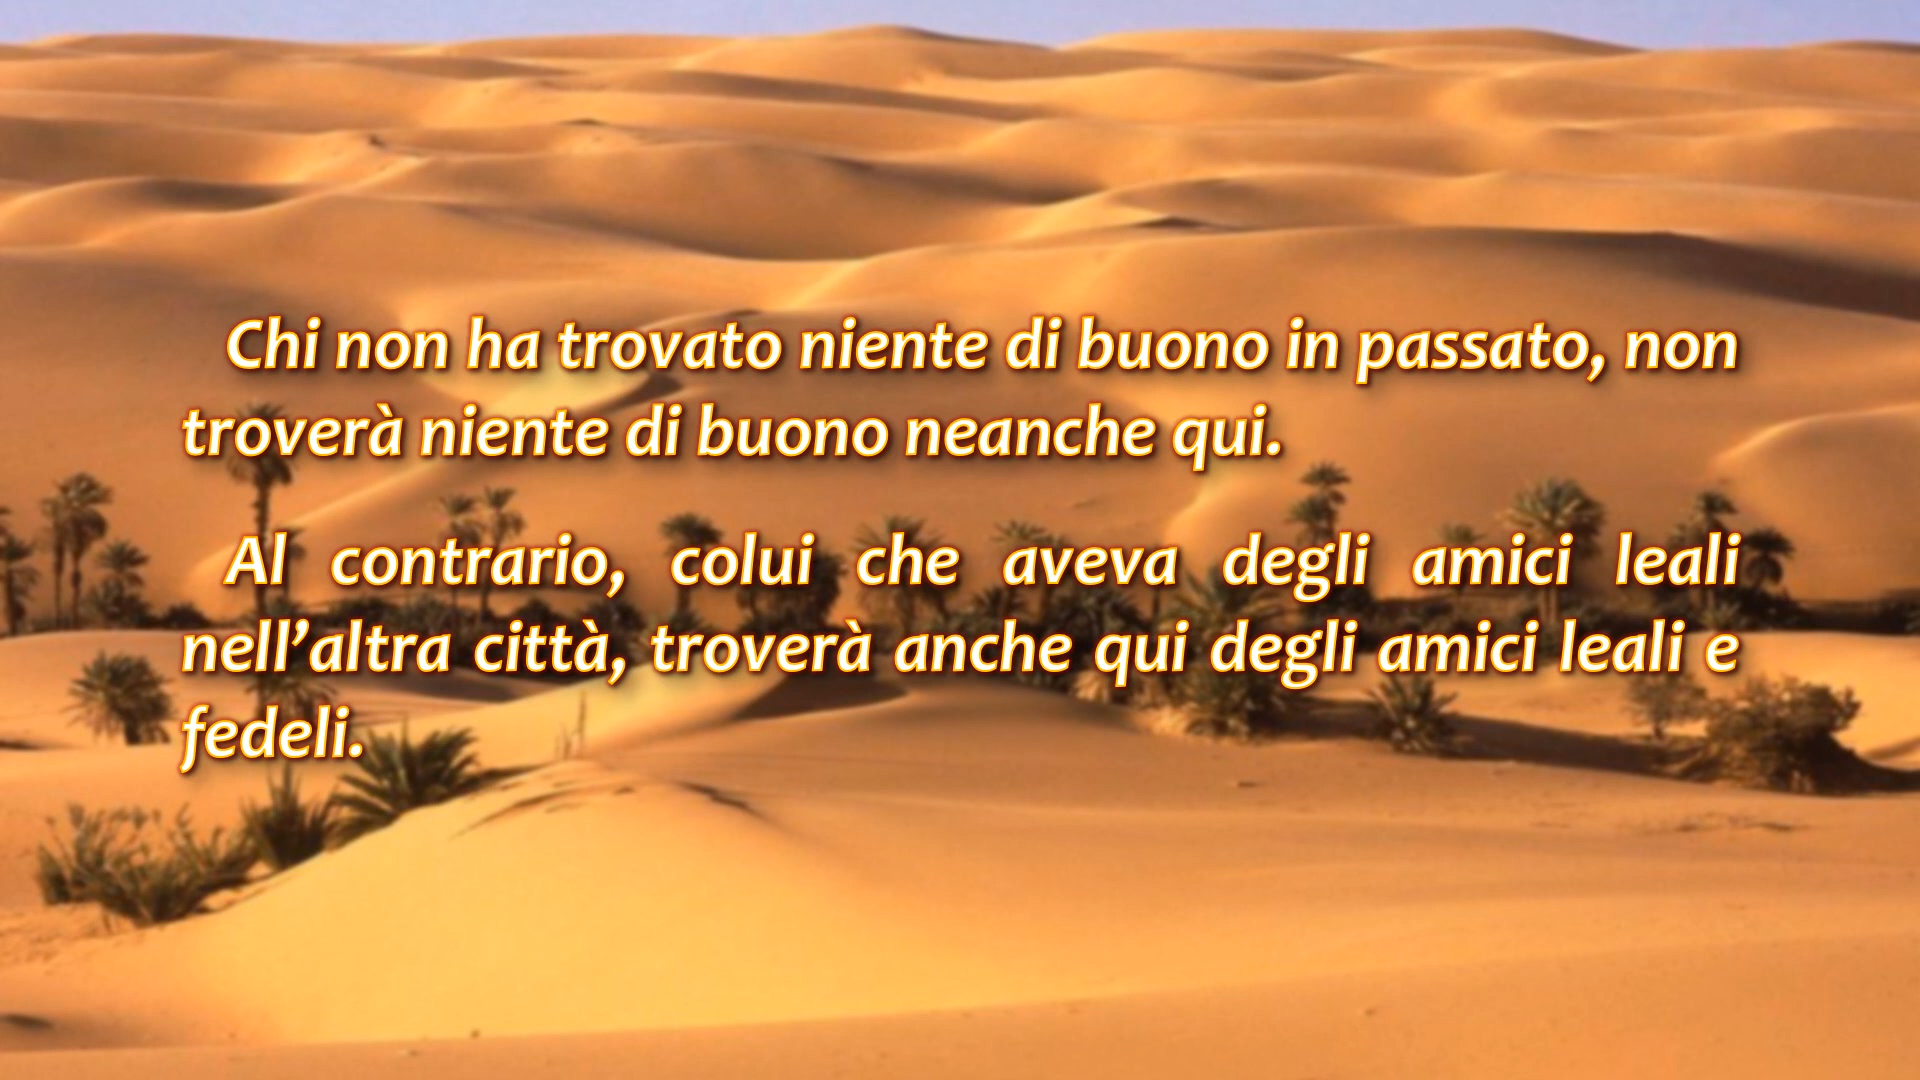 Chi non ha trovato niente di buono in passato, non
troverà niente di buono neanche qui.
Al contrario, colui che aveva degli amici leali
nell’altra città, troverà anche qui degli amici leali e
fedeli.